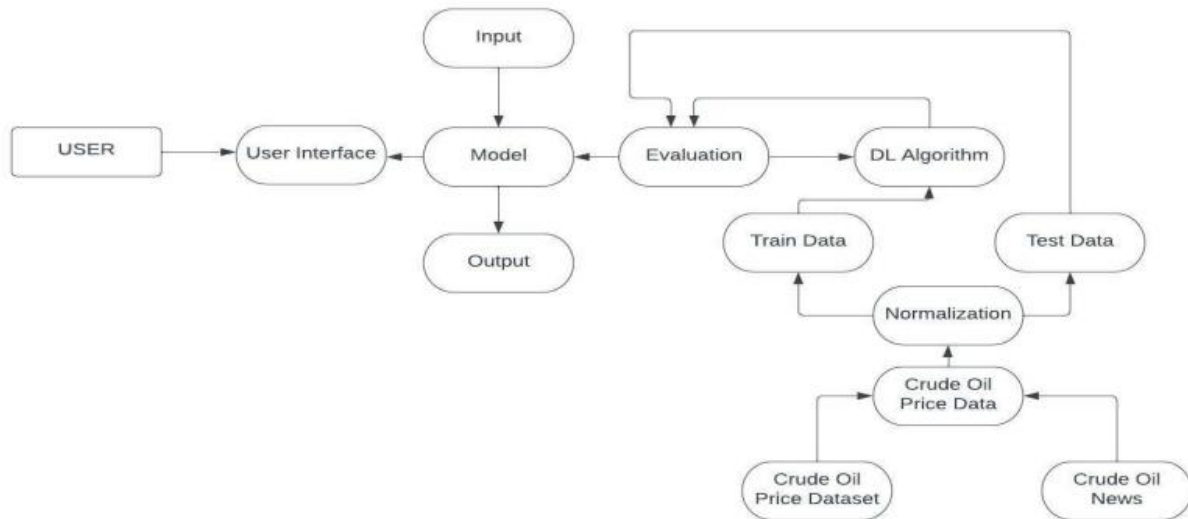 Input
USER
User Interface
Model
Evaluation
DL Algorithm
Output
Train Data
Test Data
Normalization
Crude Oil
Price Data
Crude Oil
Price Dataset
Crude Oil
News